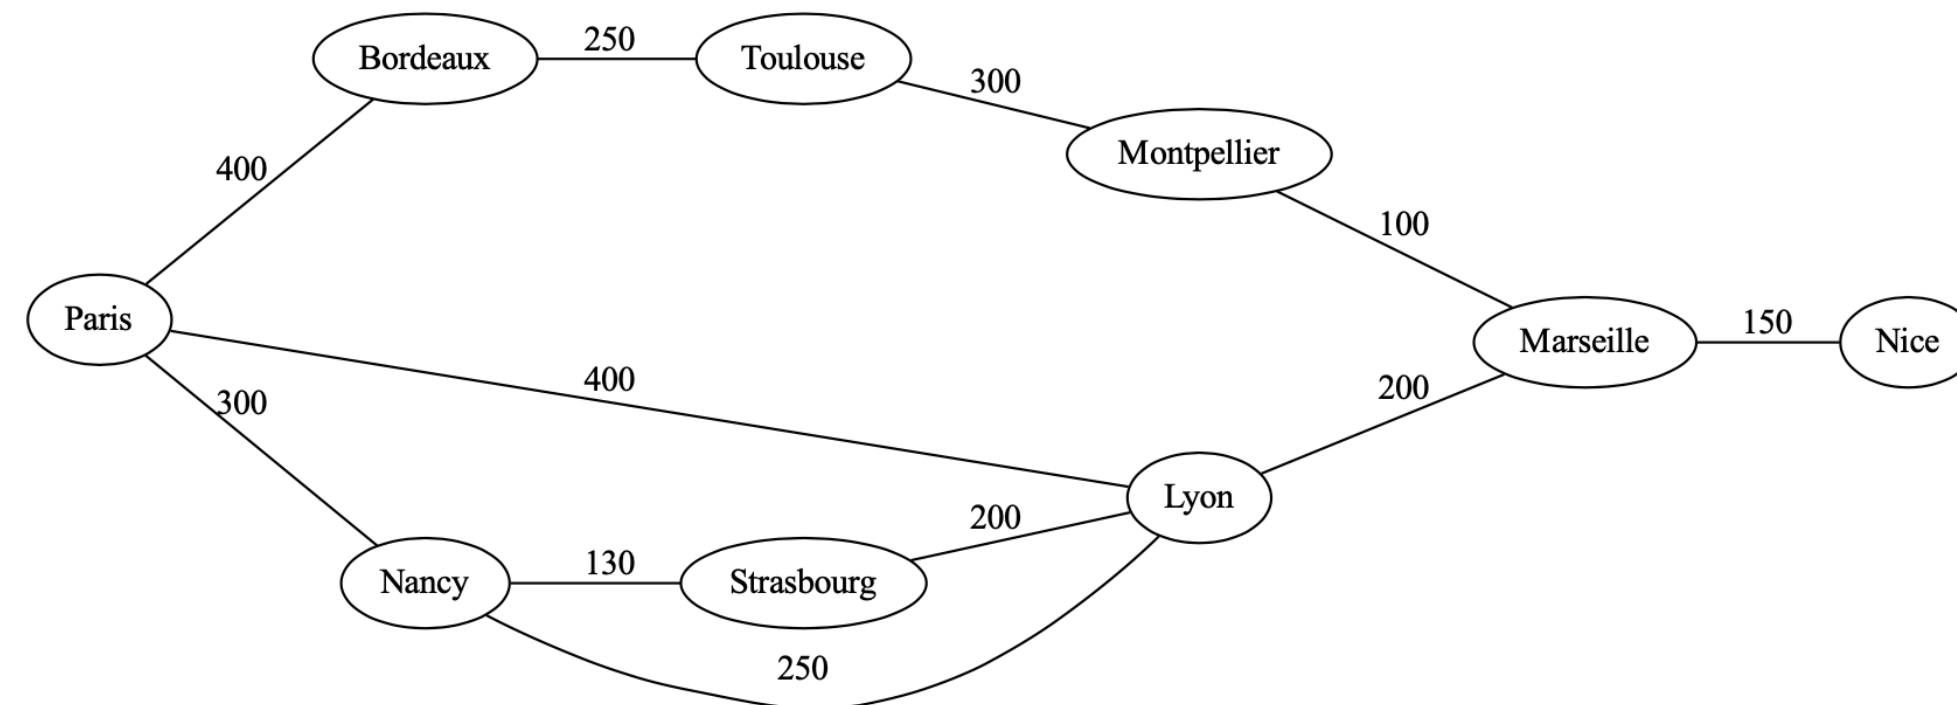 250
Bordeaux
Toulouse
300
400
Montpellier
100
Paris
Marseille
150
Nice
400
200
300
Lyon
200
130
Nancy
Strasbourg
250